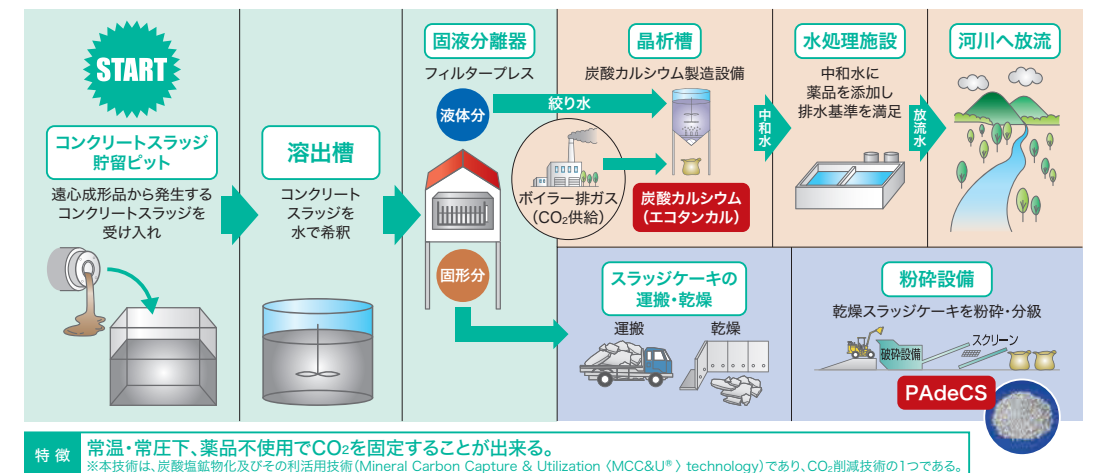 START
コンクリートスラッジ
貯留ピット
遠心成形品から発生する
コンクリートスラッジを
受け入れ
溶出槽
コンクリート
スラッジを
水で希釈
固液分離器
フィルタープレス
液体分
固形分
絞り水
晶析槽
炭酸カルシウム製造設備
ボイラー排ガス
(CO₂供給)
炭酸カルシウム
(エコタンカル)
中和水
水処理施設
中和水に
薬品を添加し
排水基準を満足
放流水
河川へ放流
スラッジケーキの
運搬・乾燥
運搬
乾燥
粉砕設備
乾燥スラッジケーキを粉砕・分級
破砕設備
スクリーン
PAdeCS
特徴
常温・常圧下、薬品不使用でCO₂を固定することが出来る。
※本技術は、炭酸塩鉱物化及びその利活用技術(Mineral Carbon Capture & Utilization〈MCC&U®〉technology)であり、CO₂削減技術の1つである。